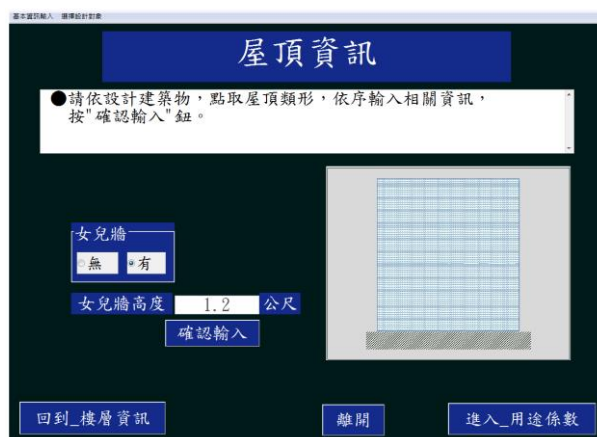 基本資訊輸入 選擇設計對象
屋頂資訊
●請依設計建築物，點取屋頂類形，依序輸入相關資訊，
按"確認輸入"鈕。
女兒牆
無 有
女兒牆高度 1.2 公尺
確認輸入
回到_樓層資訊 離開 進入_用途係數